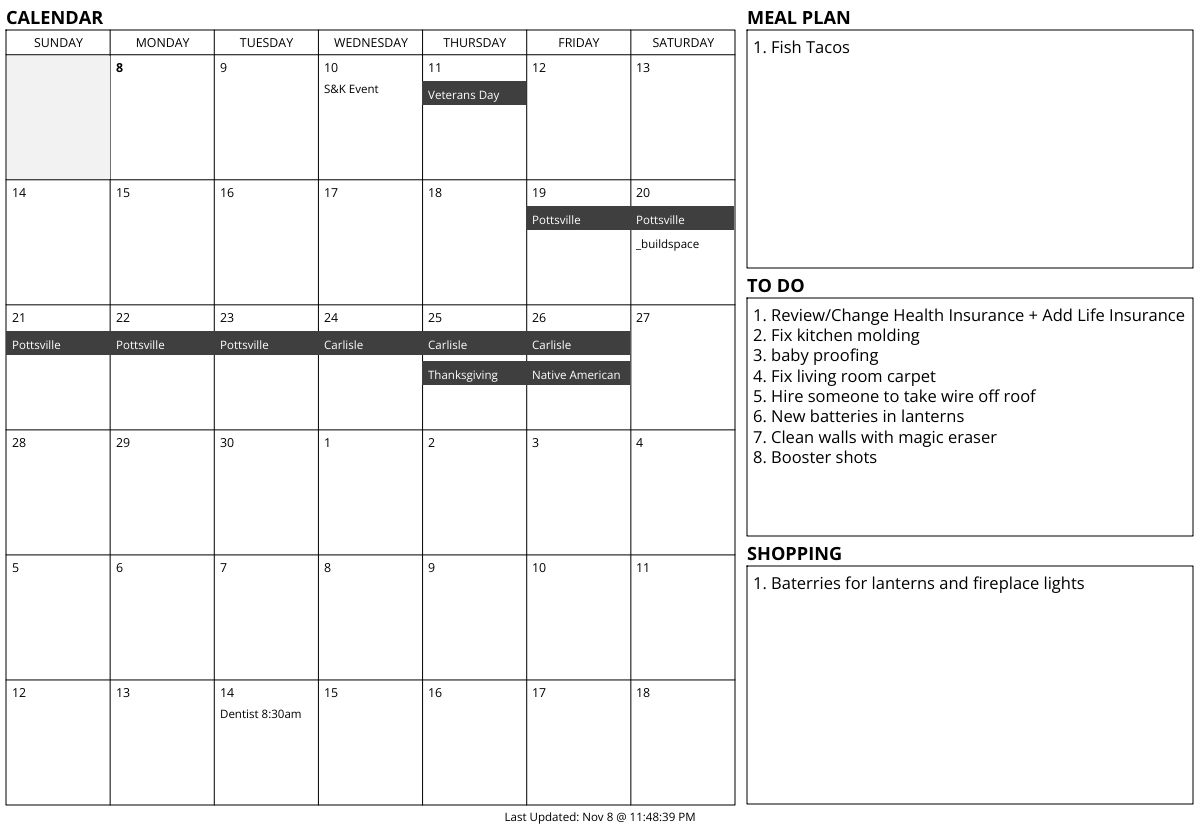 CALENDAR
SUNDAY MONDAY TUESDAY WEDNESDAY THURSDAY FRIDAY SATURDAY
8 9 10 11 12 13
S&K Event
Veterans Day
14 15 16 17 18 19 20
Pottsville Pottsville
_buildspace
21 22 23 24 25 26 27
Pottsville Pottsville Pottsville Carlisle Carlisle Carlisle
Thanksgiving Native American
28 29 30 1 2 3 4
5 6 7 8 9 10 11
12 13 14 15 16 17 18
Dentist 8:30am
MEAL PLAN
1. Fish Tacos
TO DO
1. Review/Change Health Insurance + Add Life Insurance
2. Fix kitchen molding
3. baby proofing
4. Fix living room carpet
5. Hire someone to take wire off roof
6. New batteries in lanterns
7. Clean walls with magic eraser
8. Booster shots
SHOPPING
1. Baterries for lanterns and fireplace lights
Last Updated: Nov 8 @ 11:48:39 PM